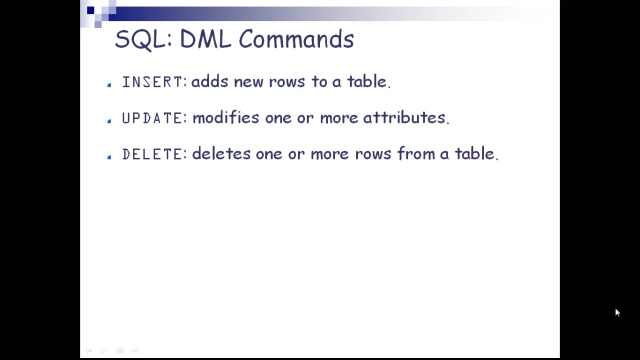 SQL: DML Commands
INSERT: adds new rows to a table.
UPDATE: modifies one or more attributes.
DELETE: deletes one or more rows from a table.